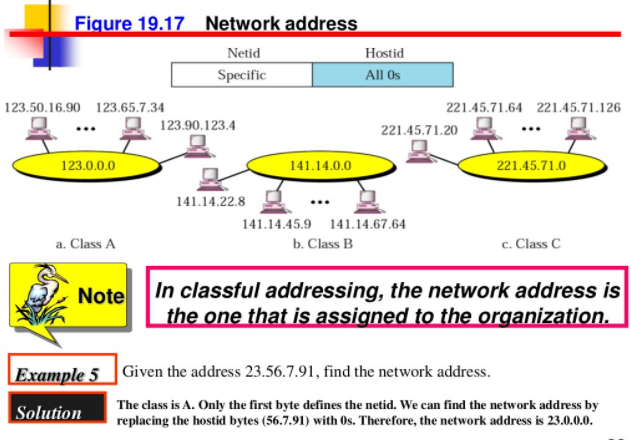 Figure 19.17 Network address
Netid Hostid
Specific All 0s
123.50.16.90 123.65.7.34
123.90.123.4
123.0.0.0
141.14.22.8
141.14.0.0
141.14.45.9 141.14.67.64
221.45.71.64 221.45.71.126
221.45.71.20
221.45.71.0
a. Class A b. Class B c. Class C
Note
In classful addressing, the network address is
the one that is assigned to the organization.
Example 5 Given the address 23.56.7.91, find the network address.
Solution
The class is A. Only the first byte defines the netid. We can find the network address by
replacing the hostid bytes (56.7.91) with 0s. Therefore, the network address is 23.0.0.0.